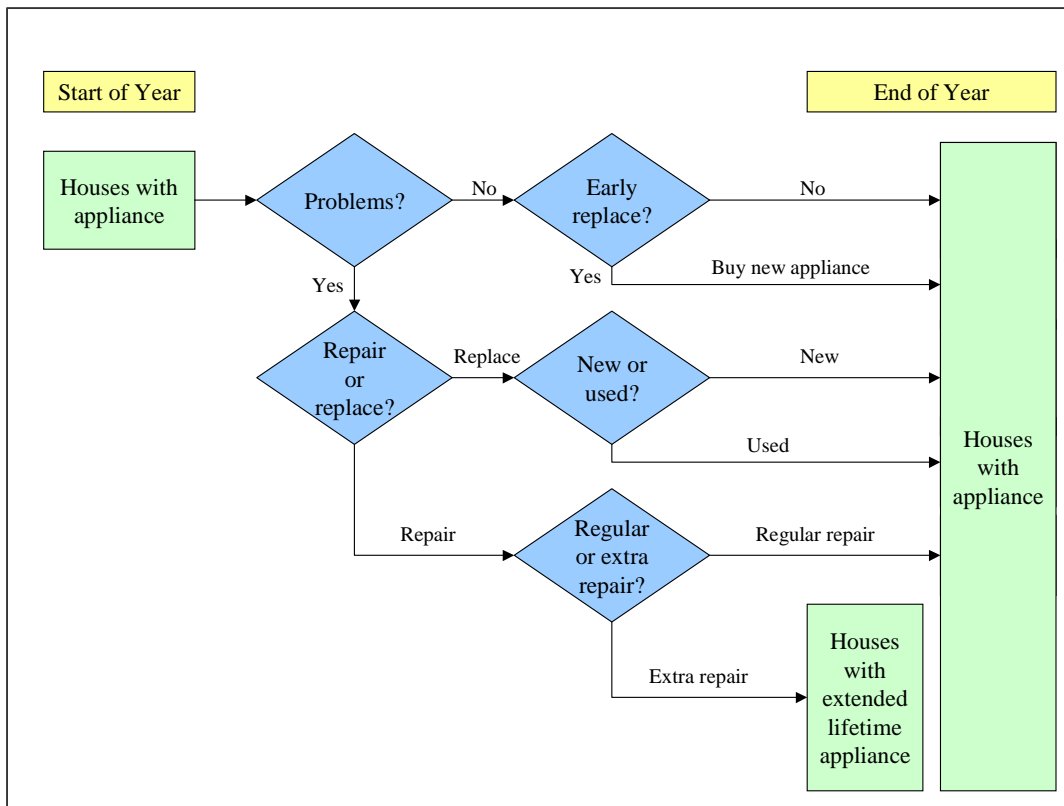 Start of Year
End of Year
Houses with
appliance
Problems?
No
Early
replace?
No
Yes
Buy new appliance
Yes
Repair
or
replace?
Replace
New or
used?
New
Used
Houses
with
appliance
Repair
Regular
or extra
repair?
Regular repair
Extra repair
Houses
with
extended
lifetime
appliance